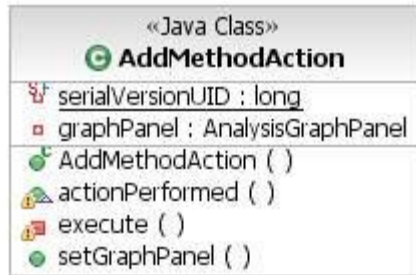 «Java Class»
AddMethodAction
serialVersionUID : long
graphPanel : AnalysisGraphPanel
AddMethodAction ( )
actionPerformed ( )
execute ( )
setGraphPanel ( )